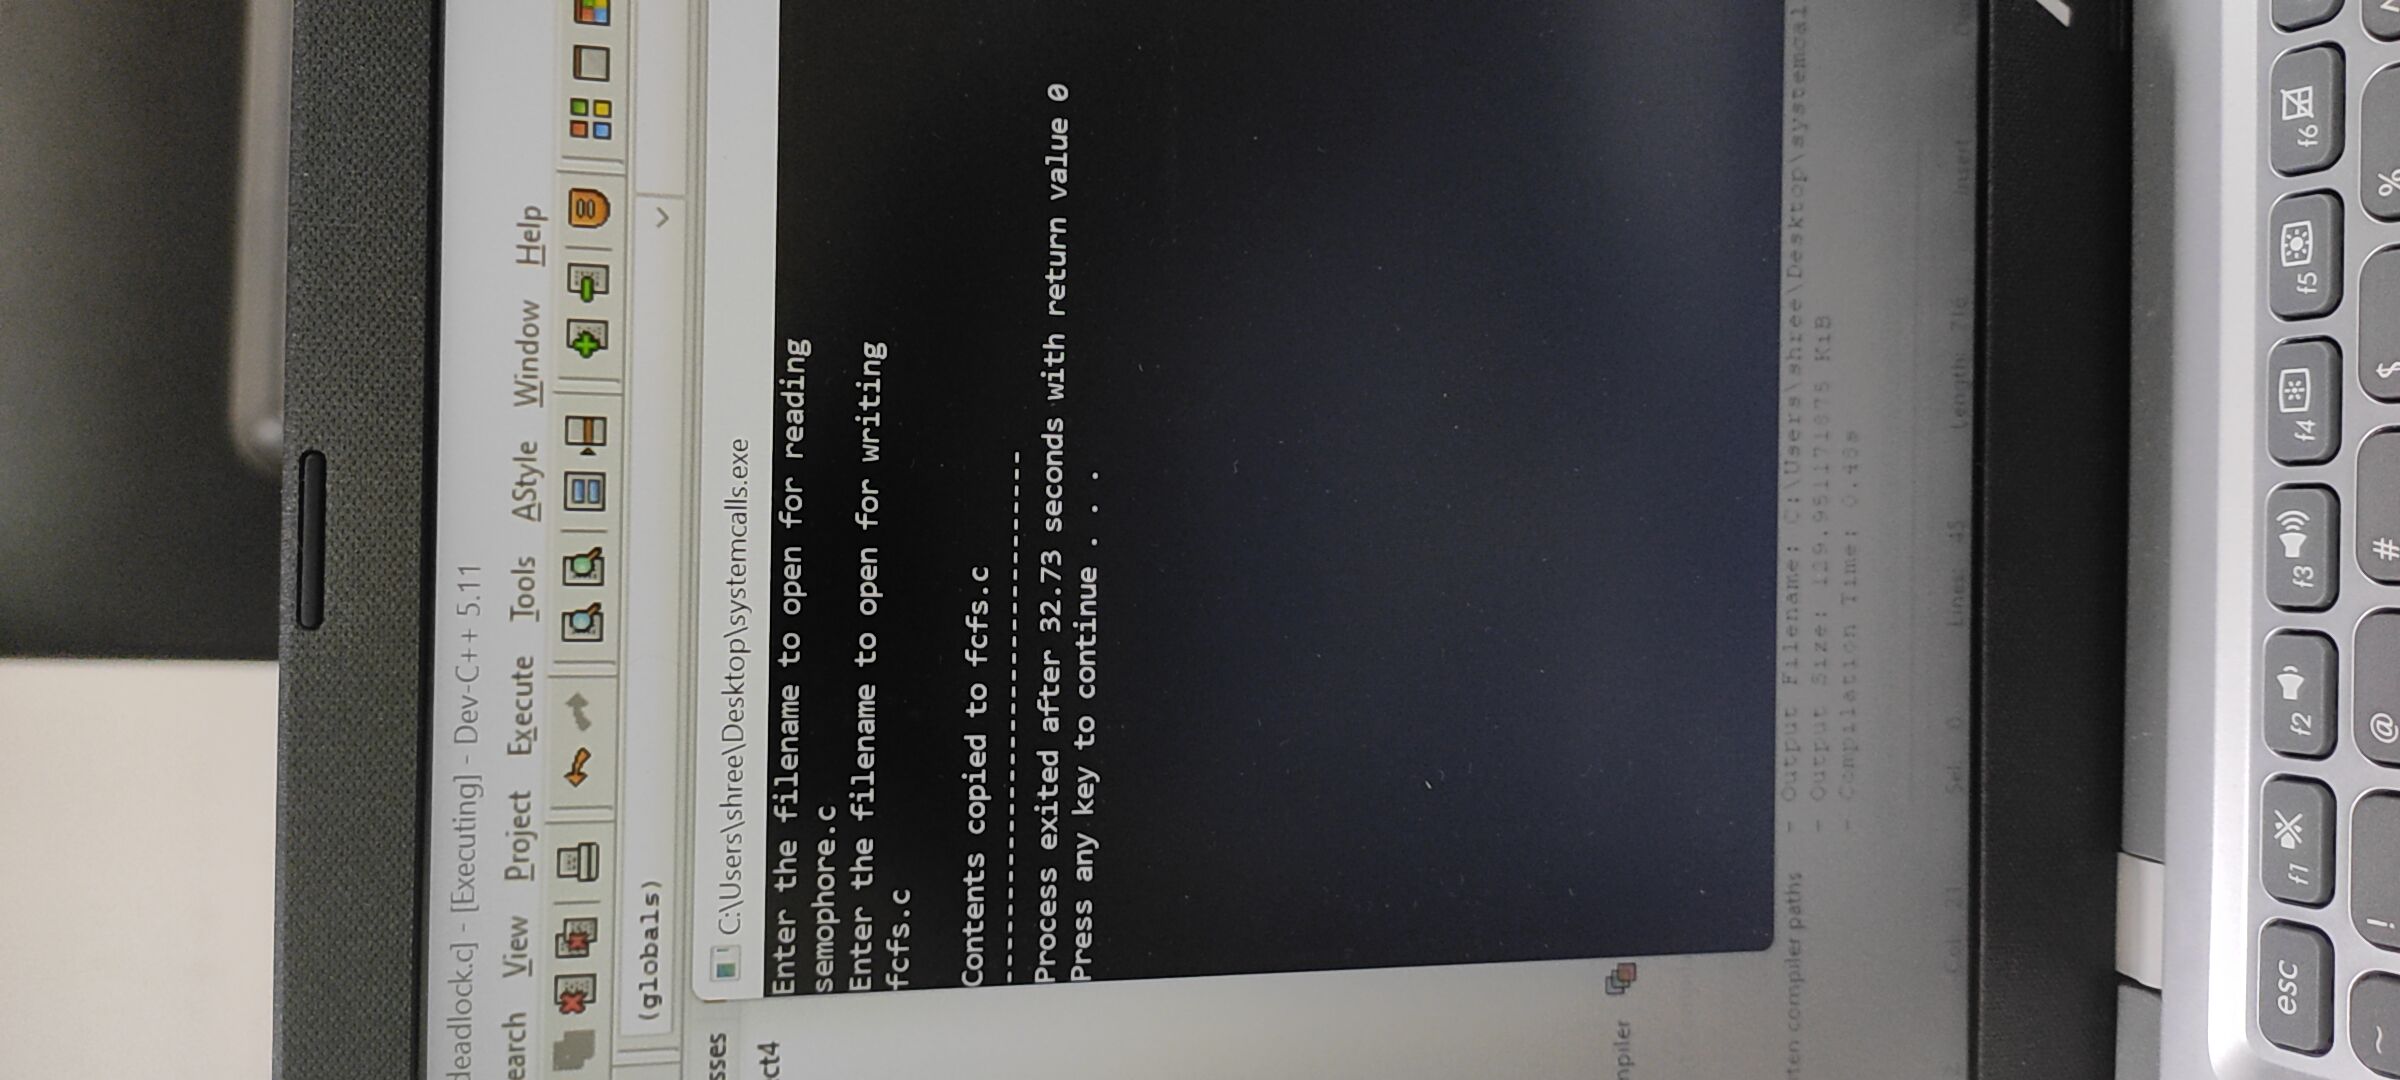 deadlock.c] - [Executing] - Dev-C++ 5.11
earch View Project Execute Tools AStyle Window Help
(globals)
sses
C:\Users\shree\Desktop\systemcalls.exe
ct4
Enter the filename to open for reading
semophore.c
Enter the filename to open for writing
fcfs.c
Contents copied to fcfs.c
--------------------------------
Process exited after 32.73 seconds with return value 0
Press any key to continue . . .
mpiler
ten compiler paths
- Output Filename: C:\Users\shree\Desktop\systemcal
- Output Size: 129.951171875 KiB
- Compilation Time: 0.45s
Col: 21 Sel: 0 Lines: 45 Length: 716 Insert
esc f1 f2 f3 f4 f5 f6
~ ! @ # $ %